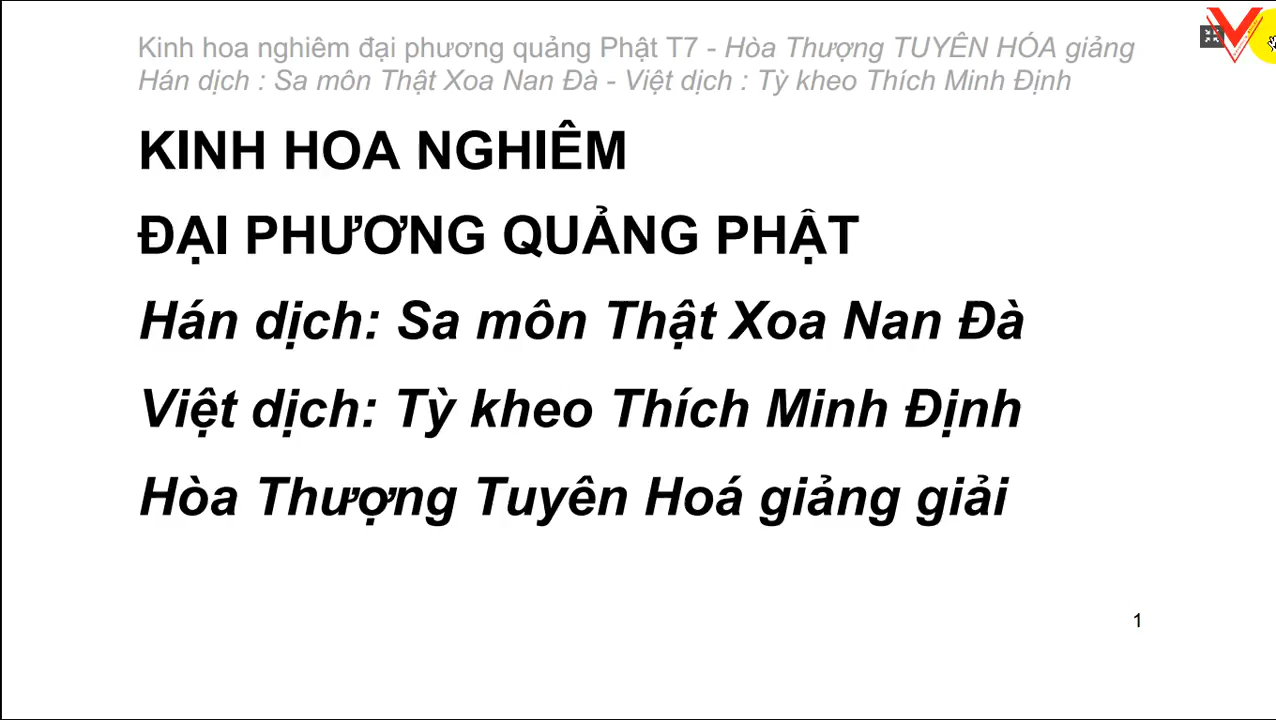 Kinh hoa nghiêm đại phương quảng Phật T7 - Hòa Thượng TUYÊN HÓA giảng
Hán dịch : Sa môn Thật Xoa Nan Đà - Việt dịch : Tỳ kheo Thích Minh Định
KINH HOA NGHIÊM
ĐẠI PHƯƠNG QUẢNG PHẬT
Hán dịch: Sa môn Thật Xoa Nan Đà
Việt dịch: Tỳ kheo Thích Minh Định
Hòa Thượng Tuyên Hoá giảng giải
1